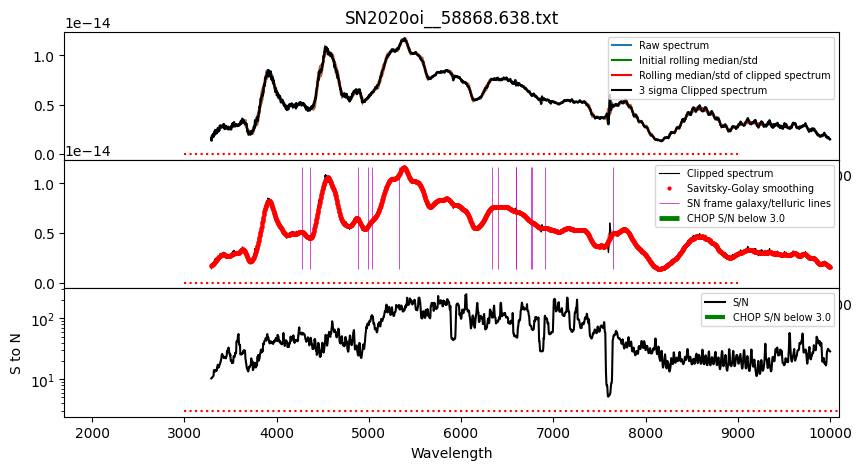 SN2020oi__58868.638.txt
1e−14
1.0
0.5
0.0
Raw spectrum
Initial rolling median/std
Rolling median/std of clipped spectrum
3 sigma Clipped spectrum
1e−14
1.0
0.5
0.0
Clipped spectrum
Savitsky-Golay smoothing
SN frame galaxy/telluric lines
CHOP S/N below 3.0
S to N
10²
10¹
S/N
CHOP S/N below 3.0
2000 3000 4000 5000 6000 7000 8000 9000 10000
Wavelength